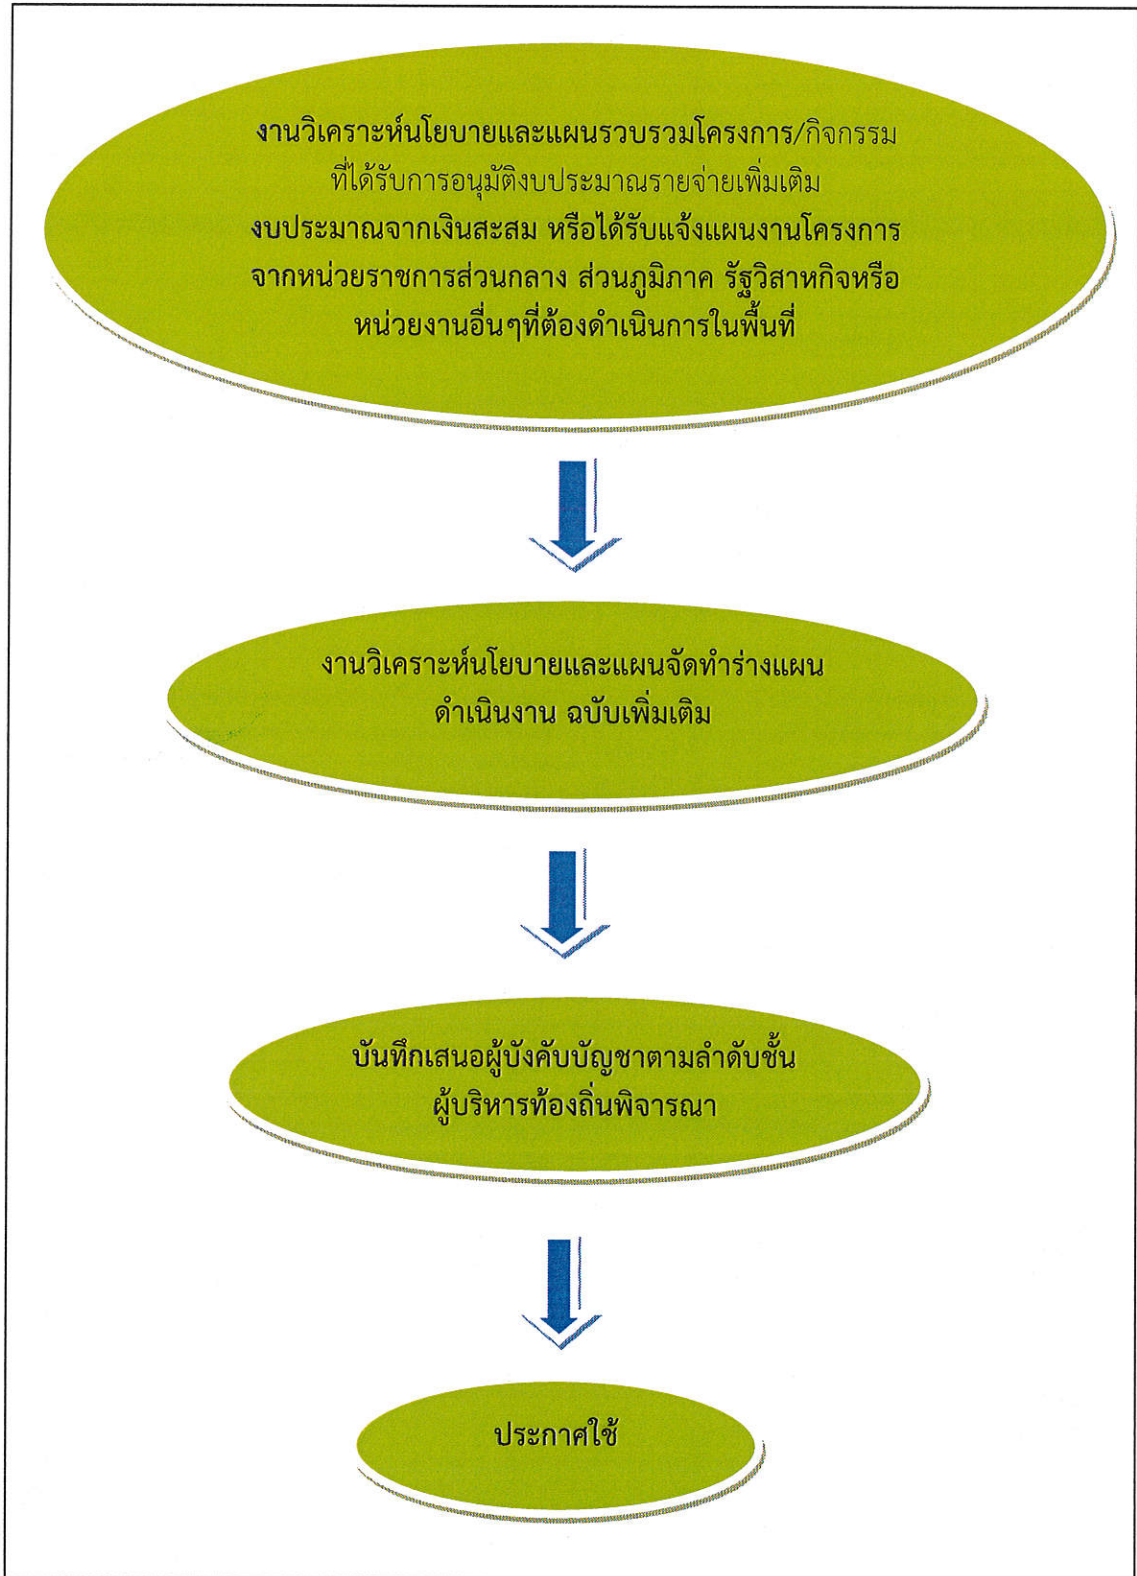 งานวิเคราะห์นโยบายและแผนรวบรวมโครงการ/กิจกรรม
ที่ได้รับการอนุมัติงบประมาณรายจ่ายเพิ่มเติม
งบประมาณจากเงินสะสม หรือได้รับแจ้งแผนงานโครงการ
จากหน่วยราชการส่วนกลาง ส่วนภูมิภาค รัฐวิสาหกิจหรือ
หน่วยงานอื่นๆที่ต้องดำเนินการในพื้นที่
งานวิเคราะห์นโยบายและแผนจัดทำร่างแผน
ดำเนินงาน ฉบับเพิ่มเติม
บันทึกเสนอผู้บังคับบัญชาตามลำดับชั้น
ผู้บริหารท้องถิ่นพิจารณา
ประกาศใช้